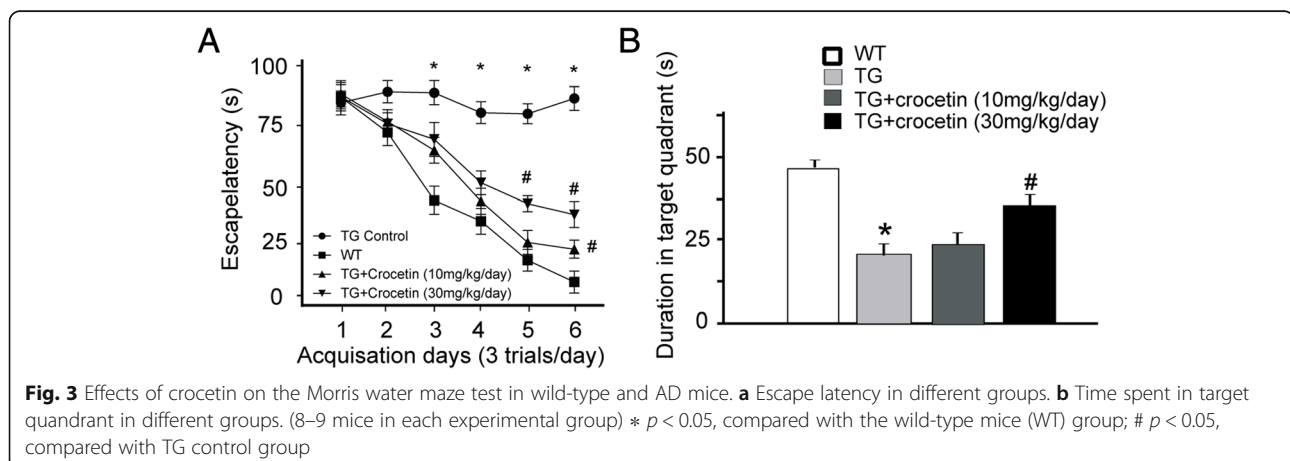 A
Escapelatency (s)
100
75
50
25
0
* * * *
# #
#
TG Control
WT
TG+Crocetin (10mg/kg/day)
TG+Crocetin (30mg/kg/day)
1 2 3 4 5 6
Acquisation days (3 trials/day)
B
WT
TG
TG+crocetin (10mg/kg/day)
TG+crocetin (30mg/kg/day
Duration in target quadrant (s)
50
25
0
*
#
Fig. 3 Effects of crocetin on the Morris water maze test in wild-type and AD mice. a Escape latency in different groups. b Time spent in target
quandrant in different groups. (8–9 mice in each experimental group) * p < 0.05, compared with the wild-type mice (WT) group; # p < 0.05,
compared with TG control group